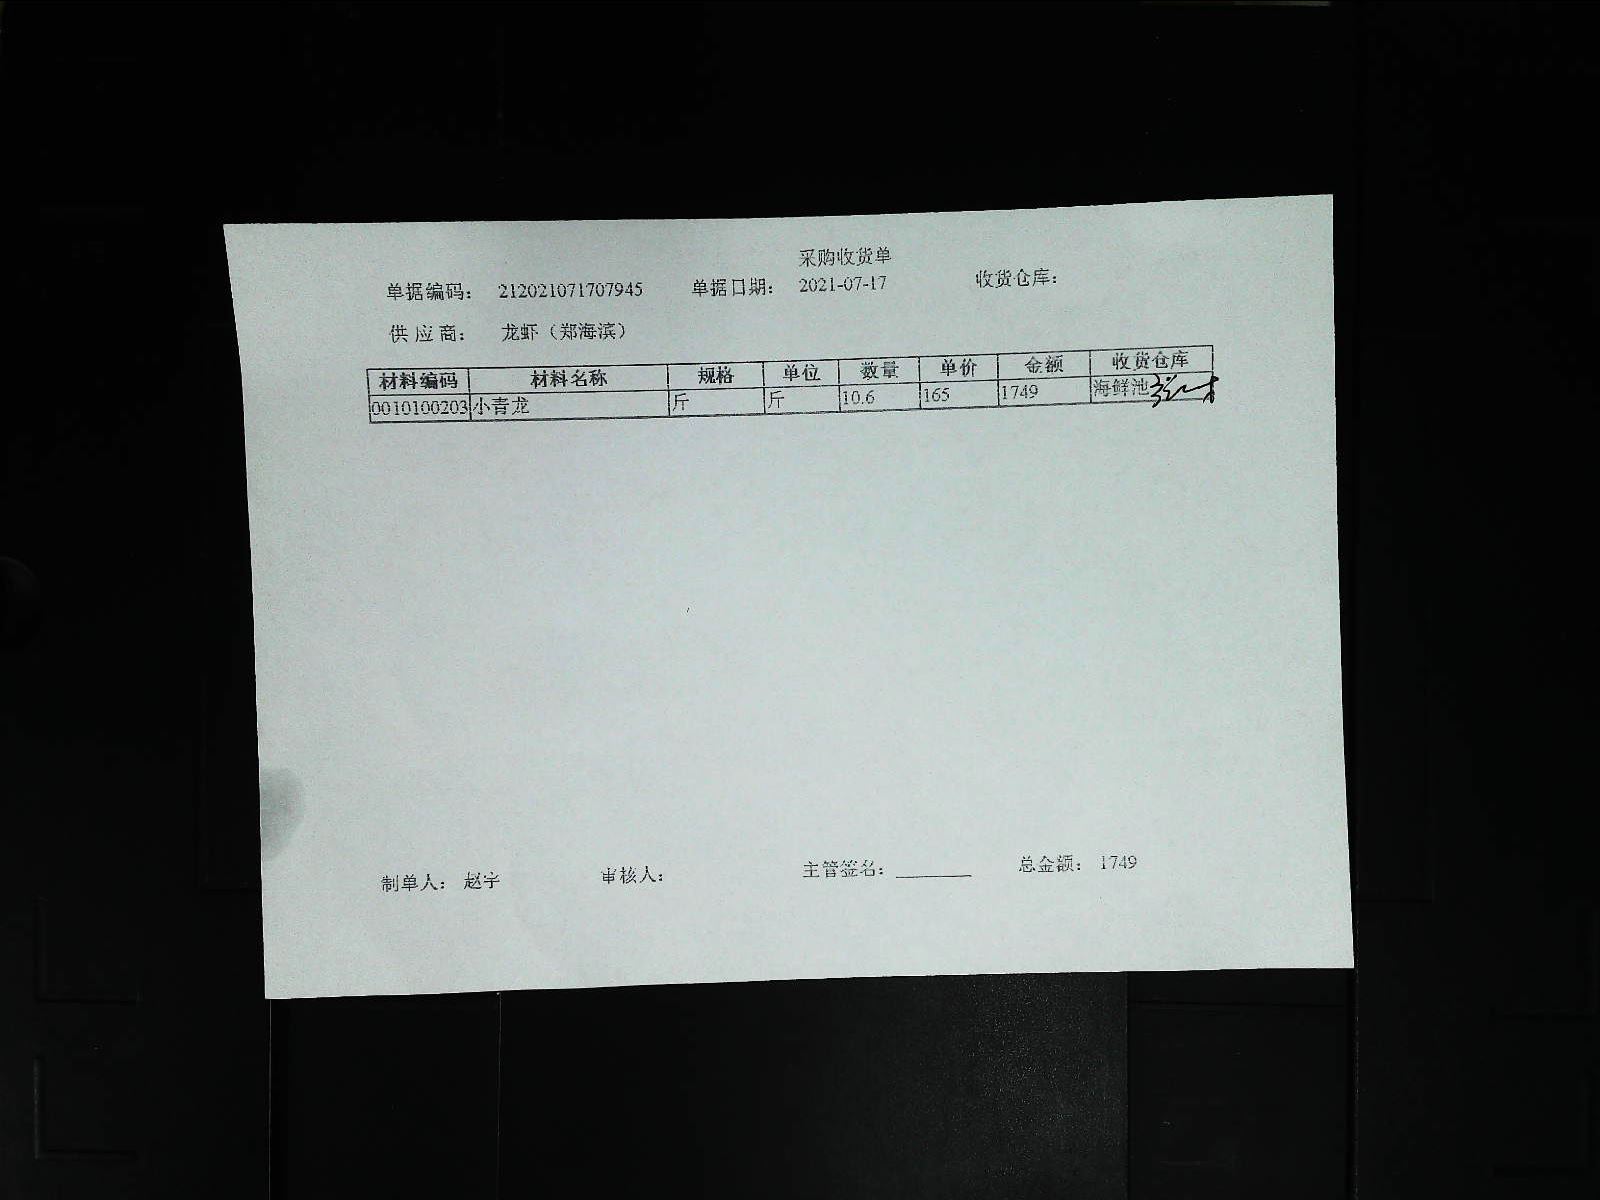 采购收货单
单据编码： 212021071707945 单据日期： 2021-07-17 收货仓库：
供 应 商： 龙虾（郑海滨）
材料编码 材料名称 规格 单位 数量 单价 金额 收货仓库
0010100203 小青龙 斤 斤 10.6 165 1749 海鲜池
制单人： 赵宇 审核人： 主管签名： 总金额： 1749